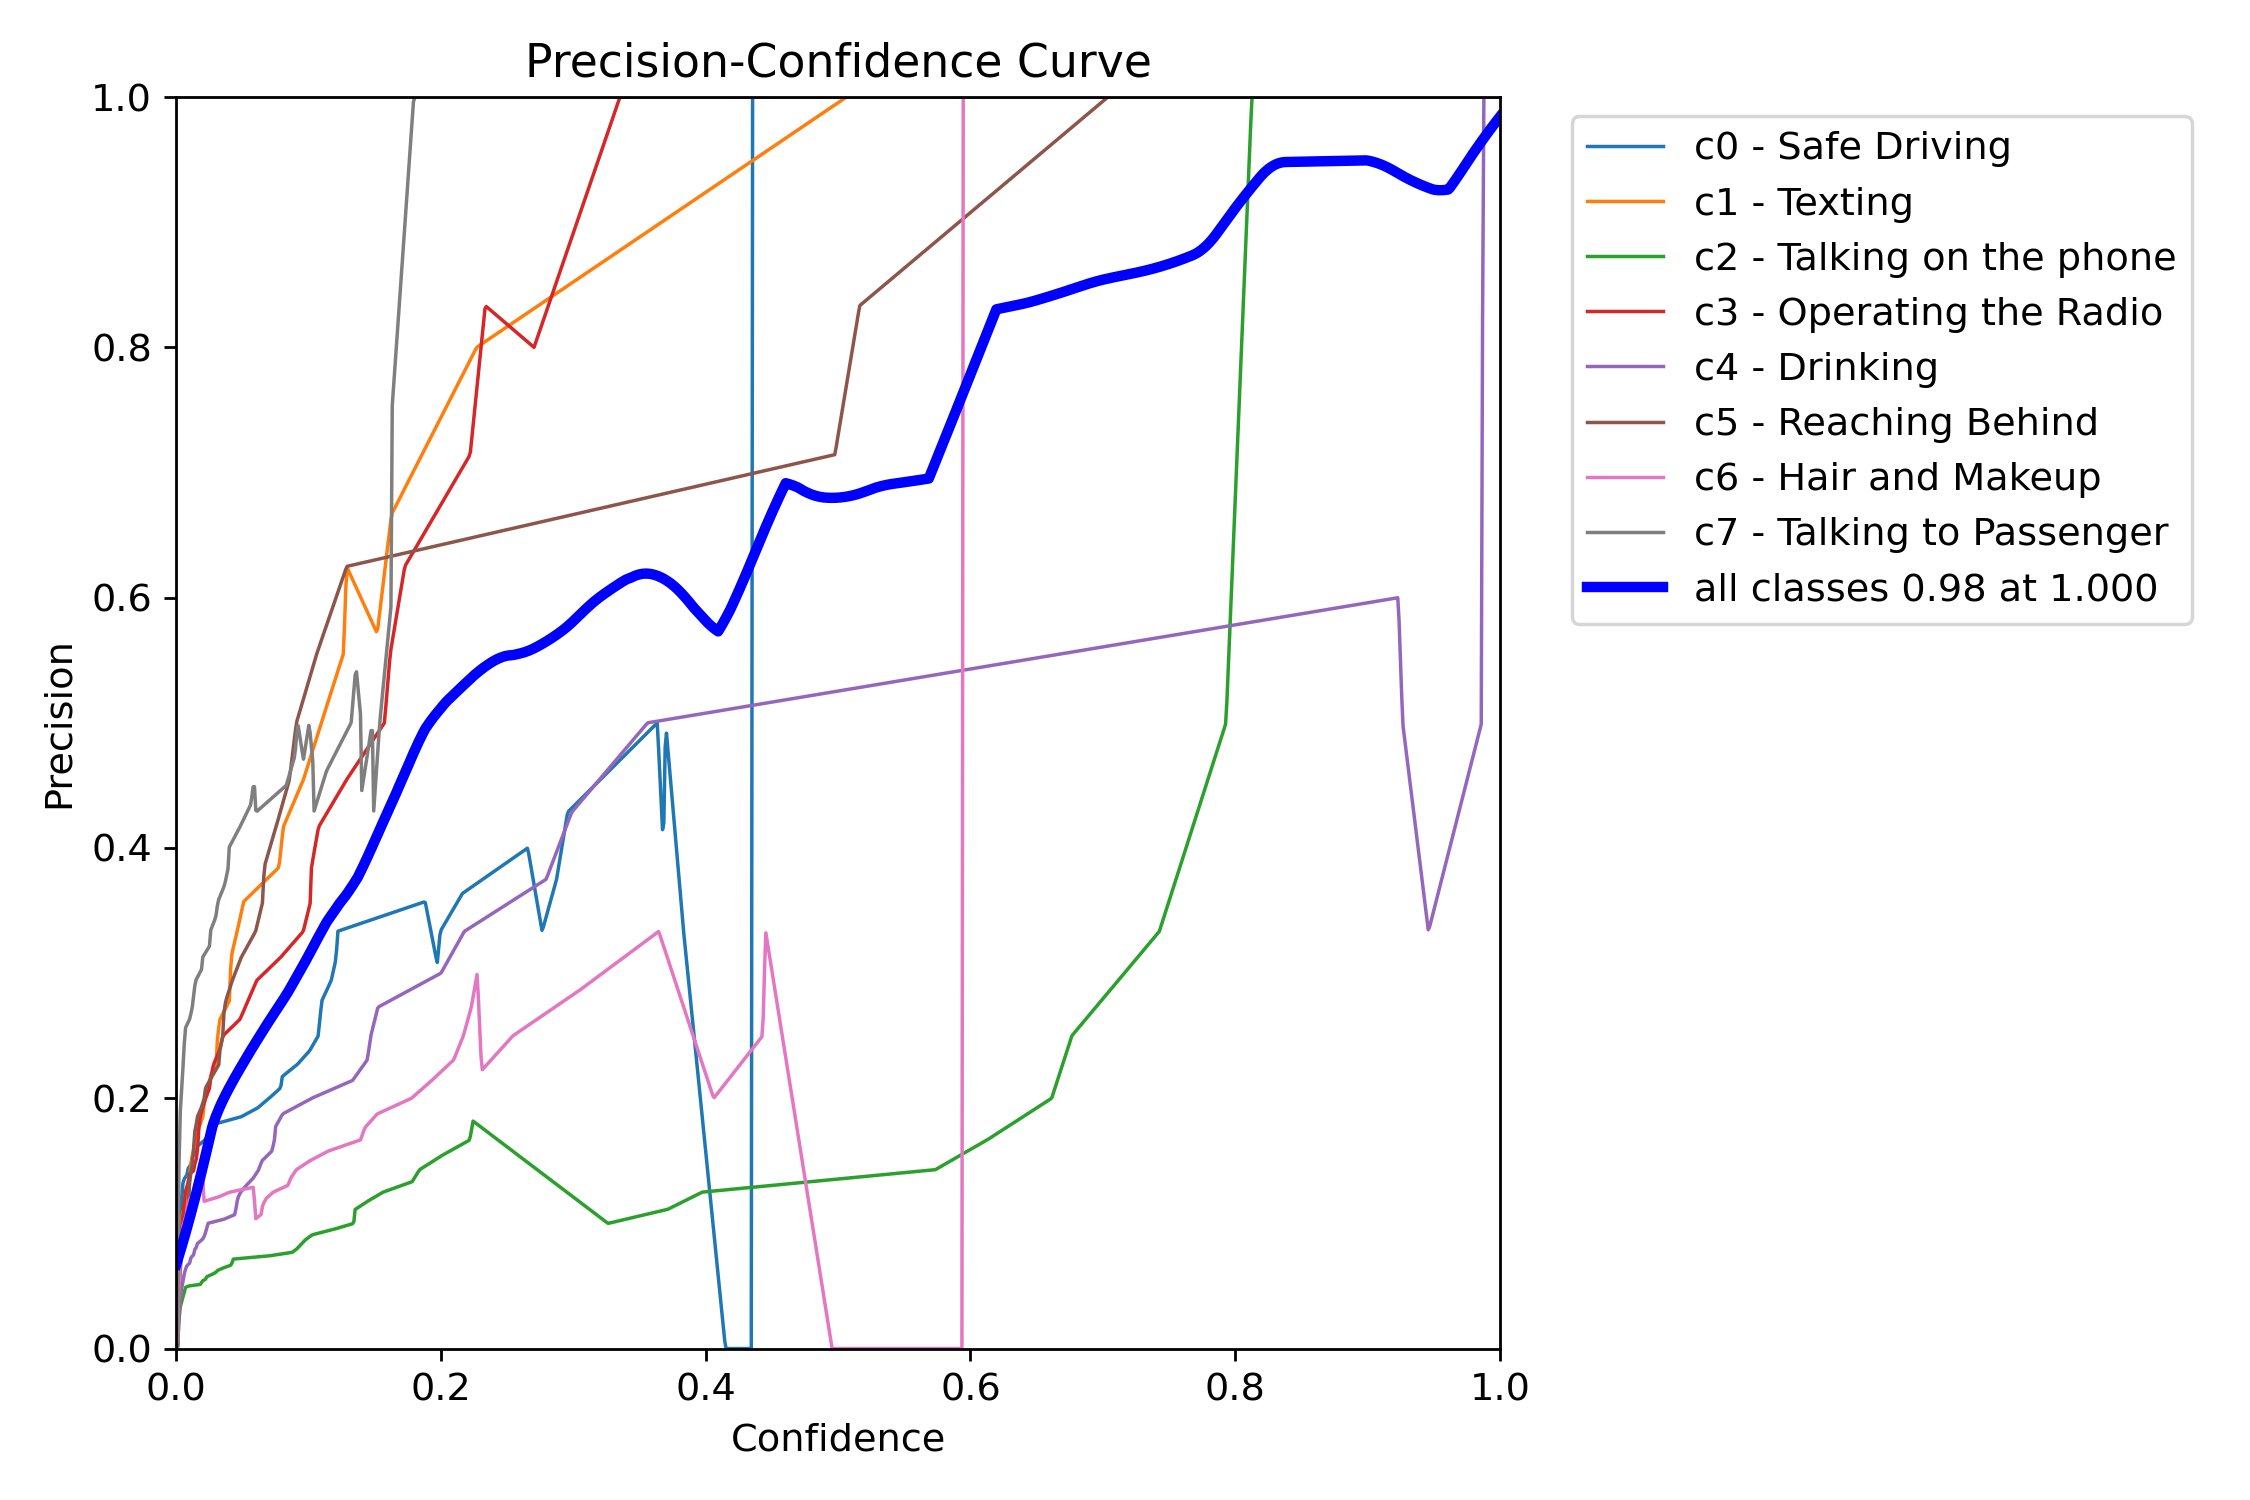 Precision-Confidence Curve
1.0
0.8
0.6
0.4
0.2
0.0
Precision
0.0 0.2 0.4 0.6 0.8 1.0
Confidence
c0 - Safe Driving
c1 - Texting
c2 - Talking on the phone
c3 - Operating the Radio
c4 - Drinking
c5 - Reaching Behind
c6 - Hair and Makeup
c7 - Talking to Passenger
all classes 0.98 at 1.000